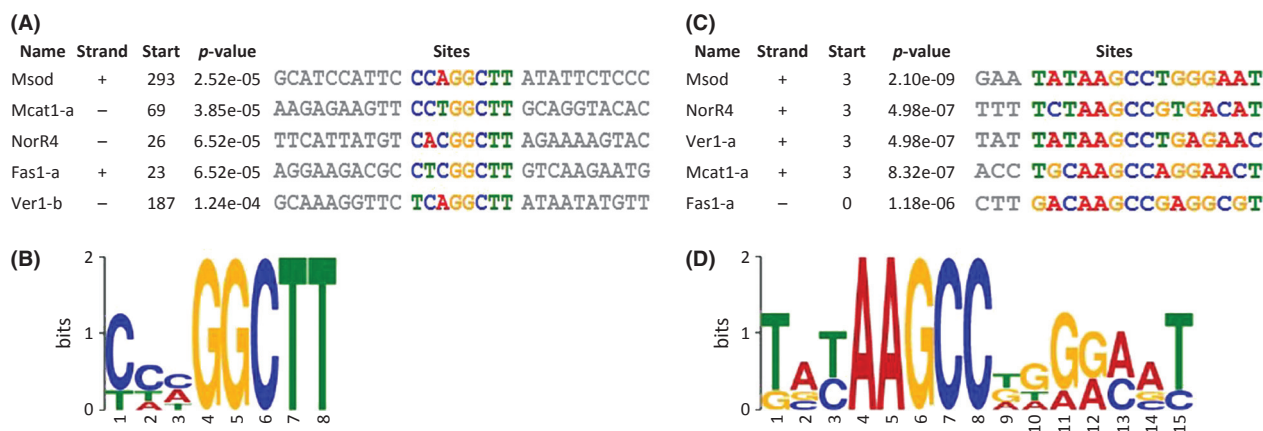 (A)
Name Strand Start p-value Sites
Msod + 293 2.52e-05 GCATCCATTC CCAGGCTT ATATTCTCCC
Mcat1-a – 69 3.85e-05 AAGAGAAGTT CCTGGCTT GCAGGTACAC
NorR4 – 26 6.52e-05 TTCATTATGT CACGGCTT AGAAAAGTAC
Fas1-a + 23 6.52e-05 AGGAAGACGC CTCGGCTT GTCAAGAATG
Ver1-b – 187 1.24e-04 GCAAAGGTTC TCAGGCTT ATAATATGTT
(B)
2
bits
1
0
CCCGGCTT
TTA
AT
1 2 3 4 5 6 7 8
(C)
Name Strand Start p-value Sites
Msod + 3 2.10e-09 GAA TATAAGCCTGGGAAT
NorR4 + 3 4.98e-07 TTT TCTAAGCCGTGACAT
Ver1-a + 3 4.98e-07 TAT TATAAGCCTGAGAAC
Mcat1-a + 3 8.32e-07 ACC TGCAAGCCAGGAACT
Fas1-a – 0 1.18e-06 CTT GACAAGCCGAGGCGT
(D)
2
bits
1
0
TATAAGCCTGGGAAT
GGCGTAACGC
CAAC
1 2 3 4 5 6 7 8 9 10 11 12 13 14 15